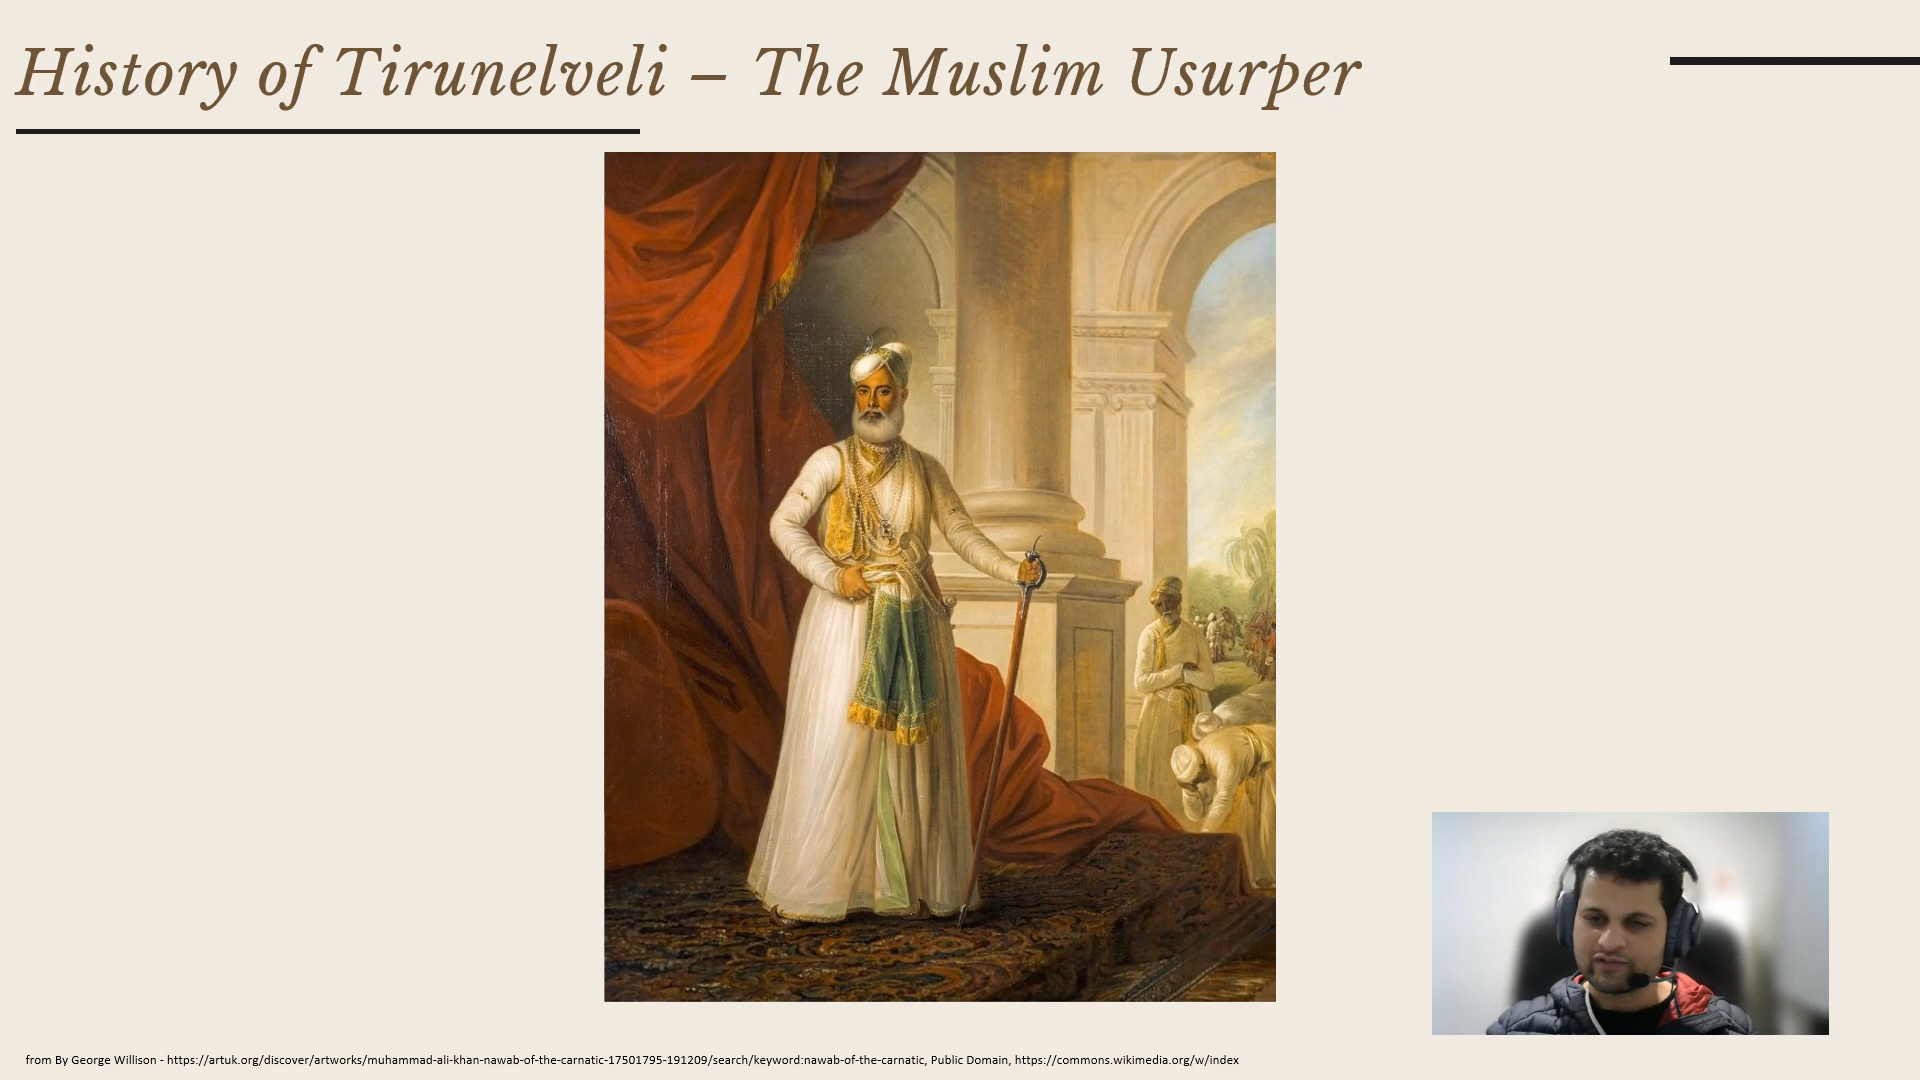 History of Tirunelveli – The Muslim Usurper
from By George Willison - https://artuk.org/discover/artworks/muhammad-ali-khan-nawab-of-the-carnatic-17501795-191209/search/keyword:nawab-of-the-carnatic, Public Domain, https://commons.wikimedia.org/w/index